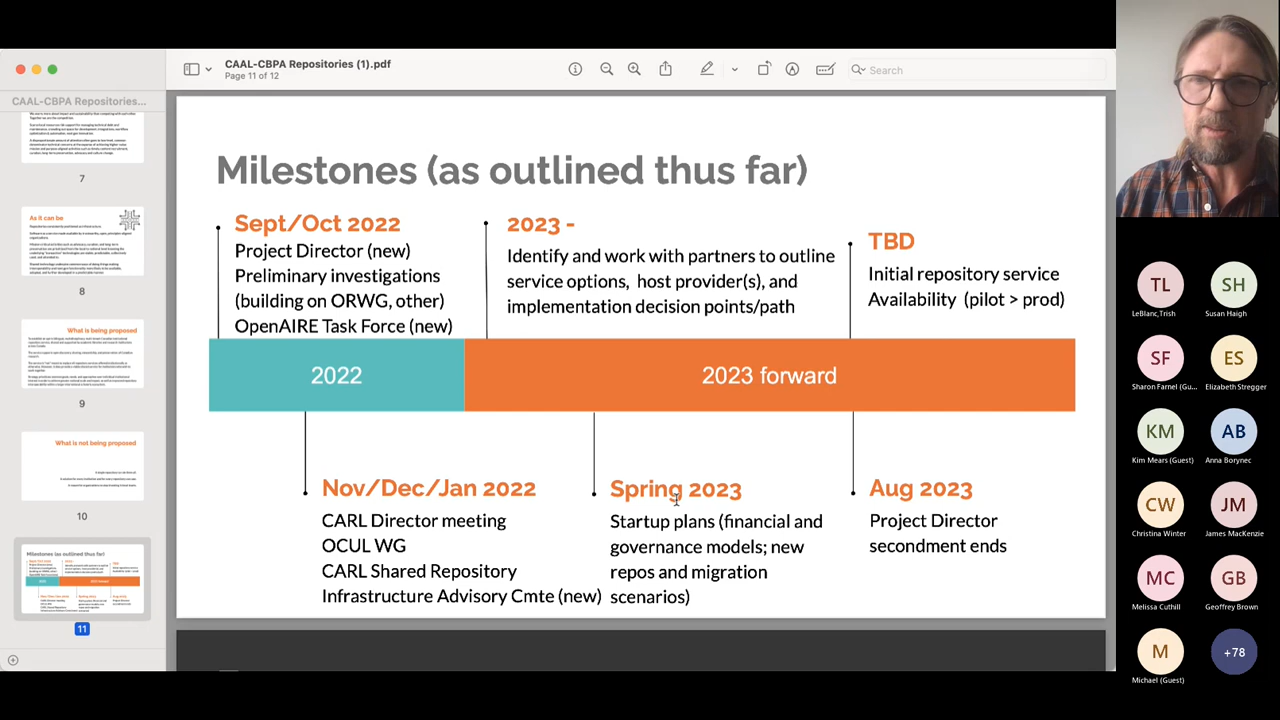 CAAL-CBPA Repositories (1).pdf
Page 11 of 12
Search
CAAL-CBPA Repositories...
7
As it can be
8
What is being proposed
9
What is not being proposed
10
Milestones (as outlined thus far)
11
Milestones (as outlined thus far)
Sept/Oct 2022
Project Director (new)
Preliminary investigations
(building on ORWG, other)
OpenAIRE Task Force (new)
2023 -
Identify and work with partners to outline
service options, host provider(s), and
implementation decision points/path
TBD
Initial repository service
Availability (pilot > prod)
2022
2023 forward
Nov/Dec/Jan 2022
CARL Director meeting
OCUL WG
CARL Shared Repository
Infrastructure Advisory Cmte (new)
Spring 2023
Startup plans (financial and
governance models; new
repos and migration
scenarios)
Aug 2023
Project Director
secondment ends
TL
LeBlanc,Trish
SH
Susan Haigh
SF
Sharon Farnel (Gu...
ES
Elizabeth Stregger
KM
Kim Mears (Guest)
AB
Anna Borynec
CW
Christina Winter
JM
James MacKenzie
MC
Melissa Cuthill
GB
Geoffrey Brown
M
Michael (Guest)
+78